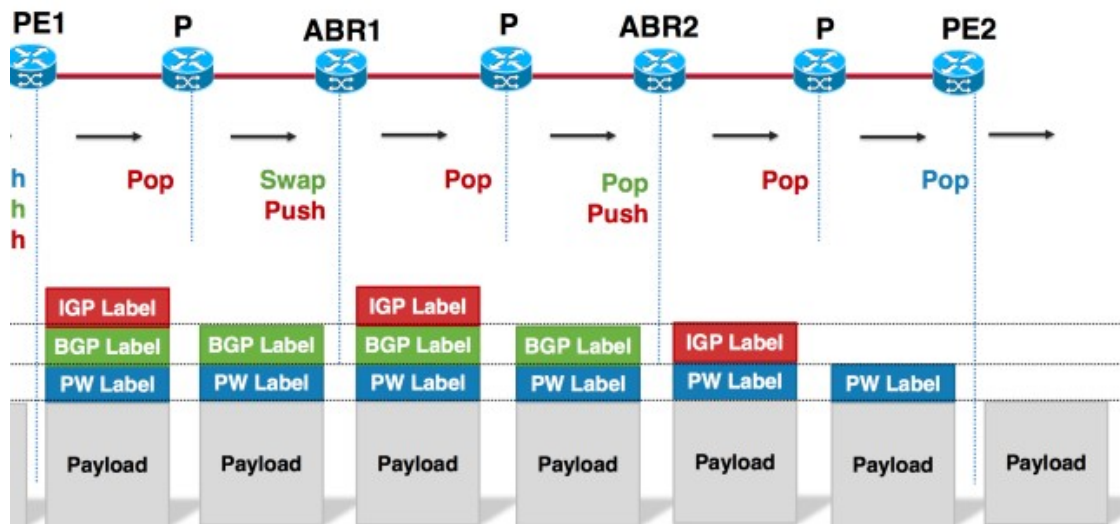 PE1 P ABR1 P ABR2 P PE2
h Pop Swap Pop Pop Pop Pop
h Push Push
h
IGP Label IGP Label
BGP Label BGP Label BGP Label BGP Label IGP Label
PW Label PW Label PW Label PW Label PW Label PW Label
Payload Payload Payload Payload Payload Payload Payload